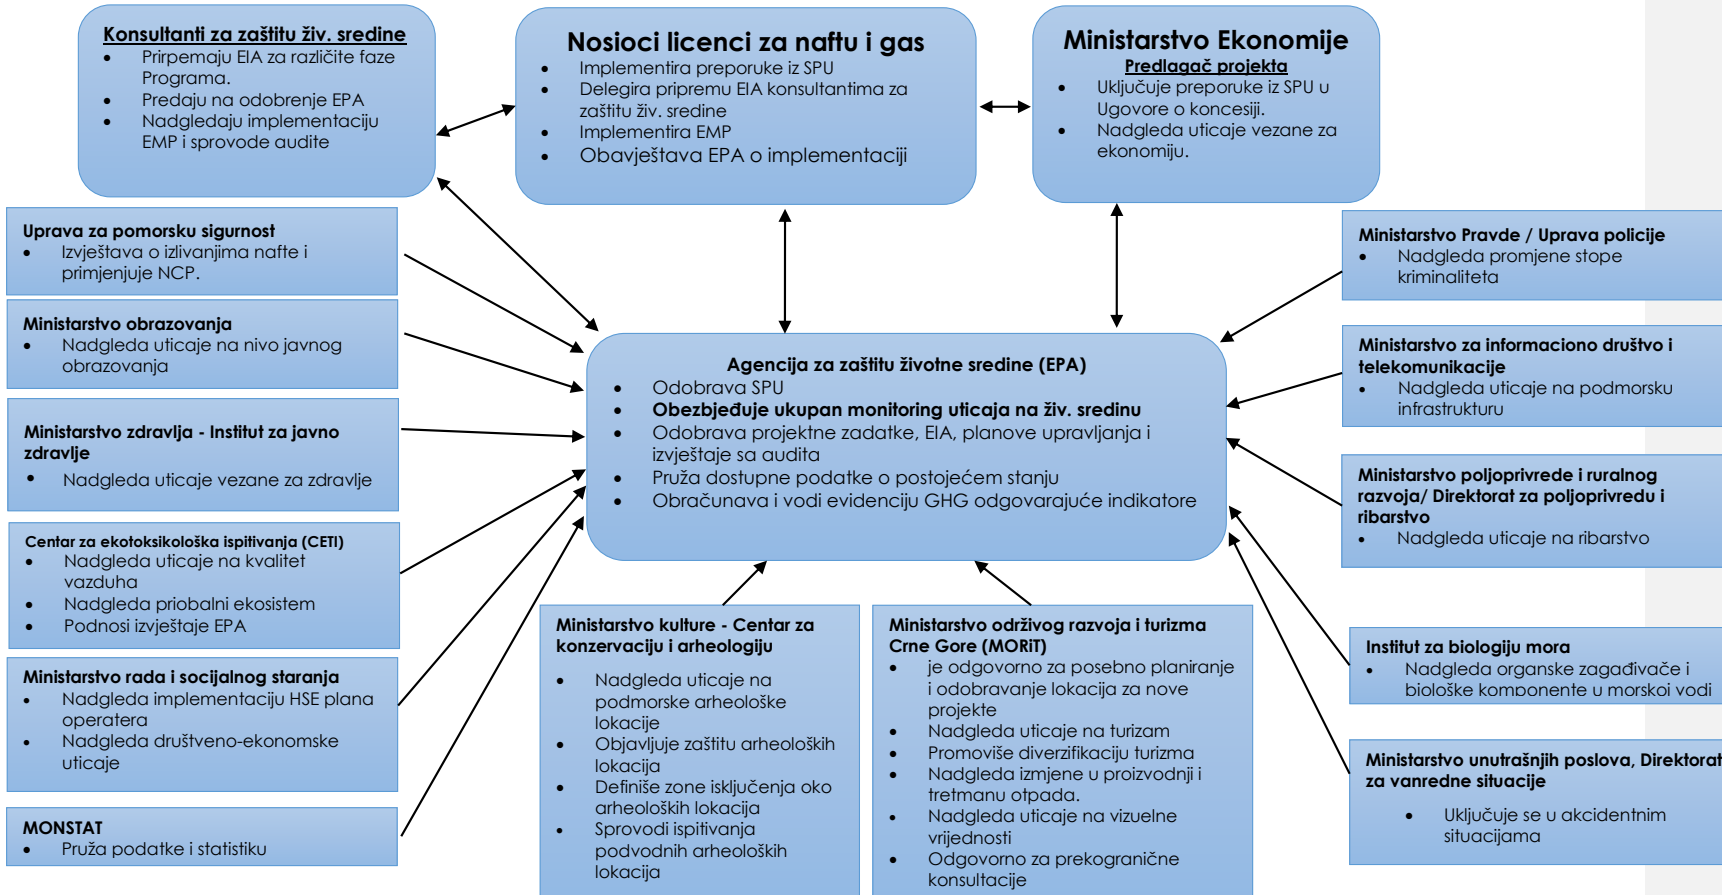 Konsultanti za zaštitu živ. sredine
• Prirpemaju EIA za različite faze
Programa.
• Predaju na odobrenje EPA
• Nadgledaju implementaciju
EMP i sprovode audite
Nosioci licenci za naftu i gas
• Implementira preporuke iz SPU
• Delegira pripremu EIA konsultantima za
zaštitu živ. sredine
• Implementira EMP
• Obavještava EPA o implementaciji
Ministarstvo Ekonomije
Predlagač projekta
• Uključuje preporuke iz SPU u
Ugovore o koncesiji.
• Nadgleda uticaje vezane za
ekonomiju.
Uprava za pomorsku sigurnost
• Izvještava o izlivanjima nafte i
primjenjuje NCP.
Ministarstvo obrazovanja
• Nadgleda uticaje na nivo javnog
obrazovanja
Ministarstvo zdravlja - Institut za javno
zdravlje
• Nadgleda uticaje vezane za zdravlje
Centar za ekotoksikološka ispitivanja (CETI)
• Nadgleda uticaje na kvalitet
vazduha
• Nadgleda priobalni ekosistem
• Podnosi izvještaje EPA
Ministarstvo rada i socijalnog staranja
• Nadgleda implementaciju HSE plana
operatera
• Nadgleda društveno-ekonomske
uticaje
MONSTAT
• Pruža podatke i statistiku
Agencija za zaštitu životne sredine (EPA)
• Odobrava SPU
• Obezbjeđuje ukupan monitoring uticaja na živ. sredinu
• Odobrava projektne zadatke, EIA, planove upravljanja i
izvještaje sa audita
• Pruža dostupne podatke o postojećem stanju
• Obračunava i vodi evidenciju GHG odgovarajuće indikatore
Ministarstvo kulture - Centar za
konzervaciju i arheologiju
• Nadgleda uticaje na
podmorske arheološke
lokacije
• Objavljuje zaštitu arheoloških
lokacija
• Definiše zone isključenja oko
arheoloških lokacija
• Sprovodi ispitivanja
podvodnih arheoloških
lokacija
Ministarstvo održivog razvoja i turizma
Crne Gore (MORiT)
• je odgovorno za posebno planiranje
i odobravanje lokacija za nove
projekte
• Nadgleda uticaje na turizam
• Promoviše diverzifikaciju turizma
• Nadgleda izmjene u proizvodnji i
tretmanu otpada.
• Nadgleda uticaje na vizuelne
vrijednosti
• Odgovorno za prekogranične
konsultacije
Ministarstvo Pravde / Uprava policije
• Nadgleda promjene stope
kriminaliteta
Ministarstvo za informaciono društvo i
telekomunikacije
• Nadgleda uticaje na podmorsku
infrastrukturu
Ministarstvo poljoprivrede i ruralnog
razvoja/ Direktorat za poljoprivredu i
ribarstvo
• Nadgleda uticaje na ribarstvo
Institut za biologiju mora
• Nadgleda organske zagađivače i
biološke komponente u morskoj vodi
Ministarstvo unutrašnjih poslova, Direktorat
za vanredne situacije
• Uključuje se u akcidentnim
situacijama